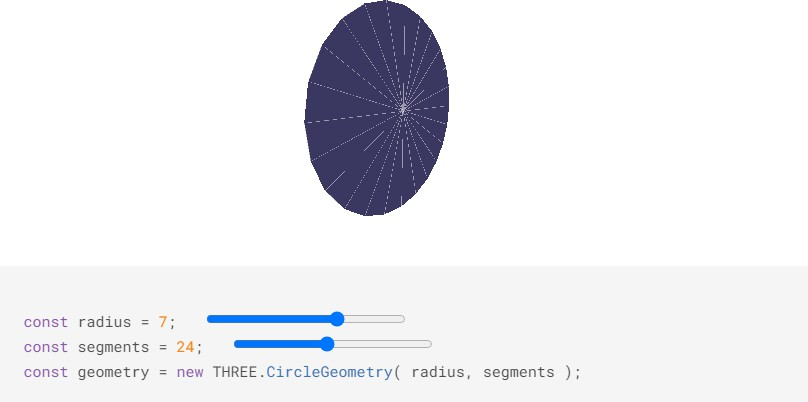 const radius = 7;
const segments = 24;
const geometry = new THREE.CircleGeometry( radius, segments );